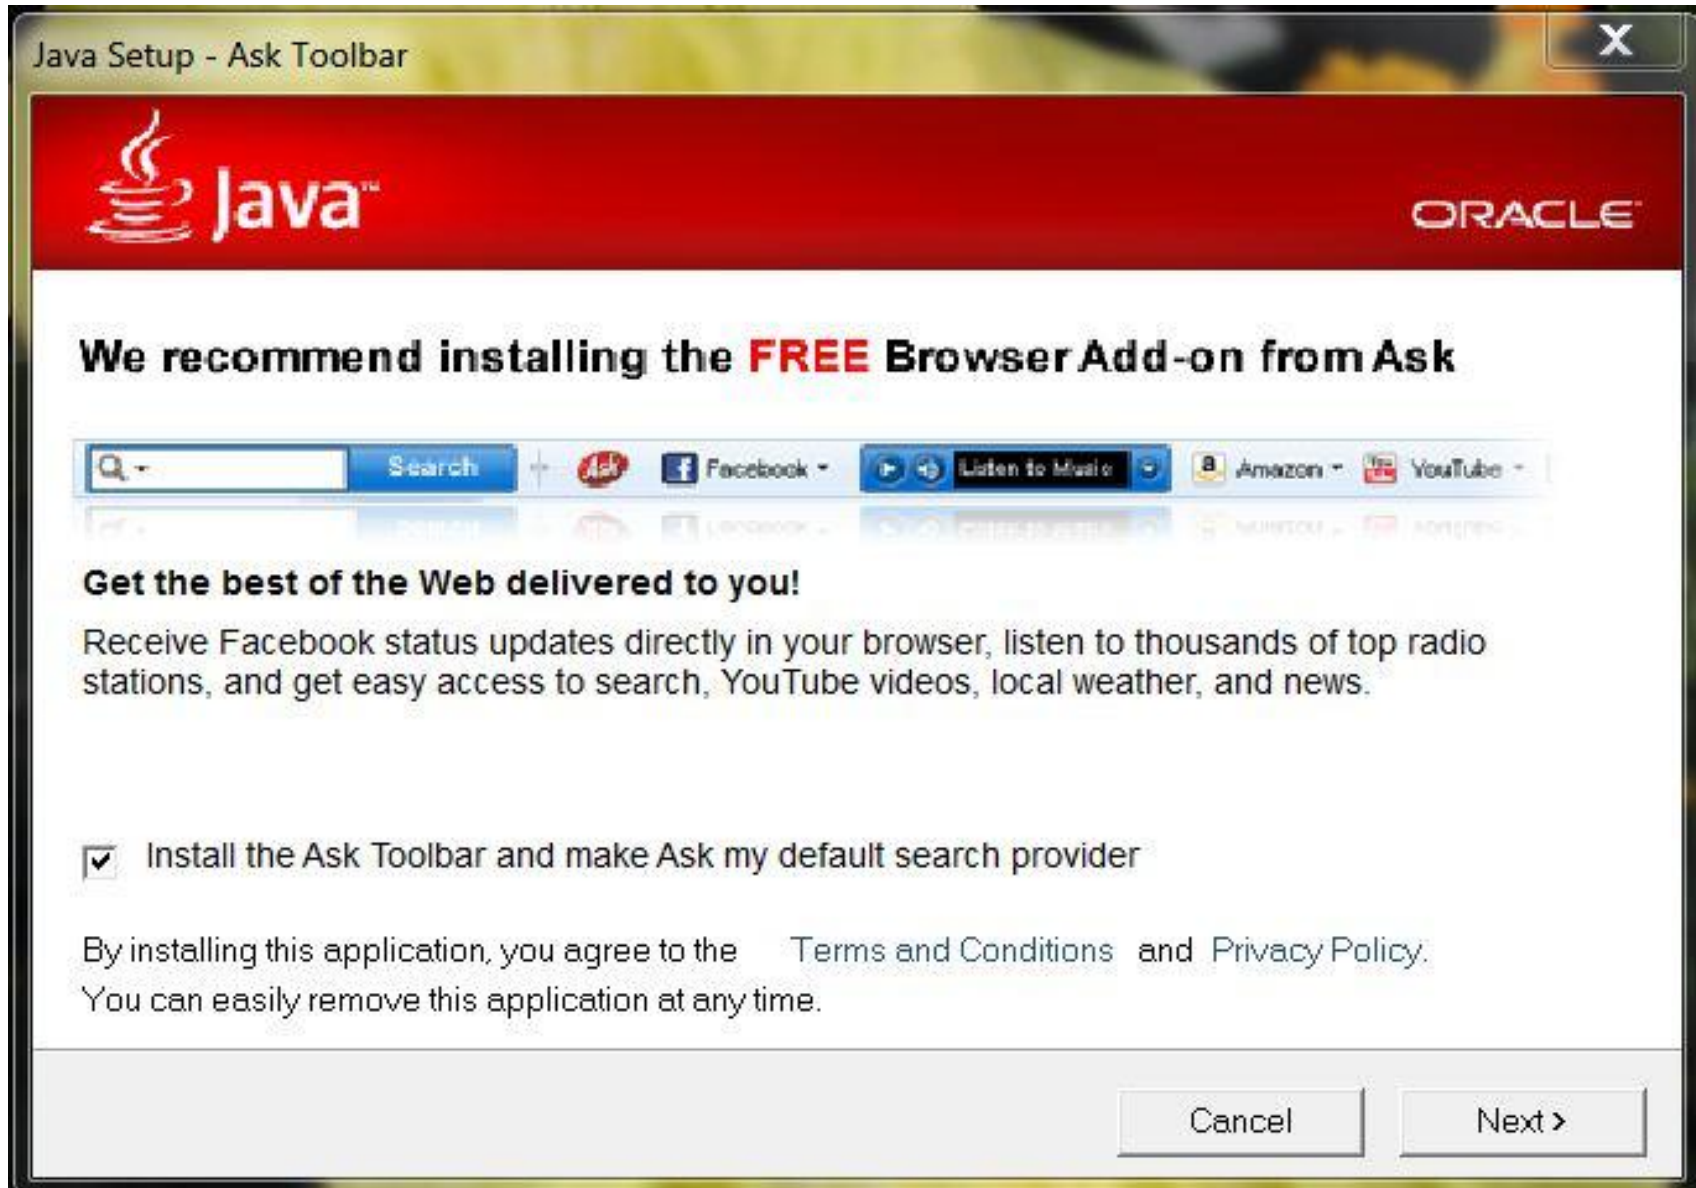 Java Setup - Ask Toolbar
Java™
ORACLE
We recommend installing the FREE Browser Add-on from Ask
Search Ask Facebook Listen to Music a Amazon You YouTube
Get the best of the Web delivered to you!
Receive Facebook status updates directly in your browser, listen to thousands of top radio
stations, and get easy access to search, YouTube videos, local weather, and news.
Install the Ask Toolbar and make Ask my default search provider
By installing this application, you agree to the Terms and Conditions and Privacy Policy.
You can easily remove this application at any time.
Cancel Next >